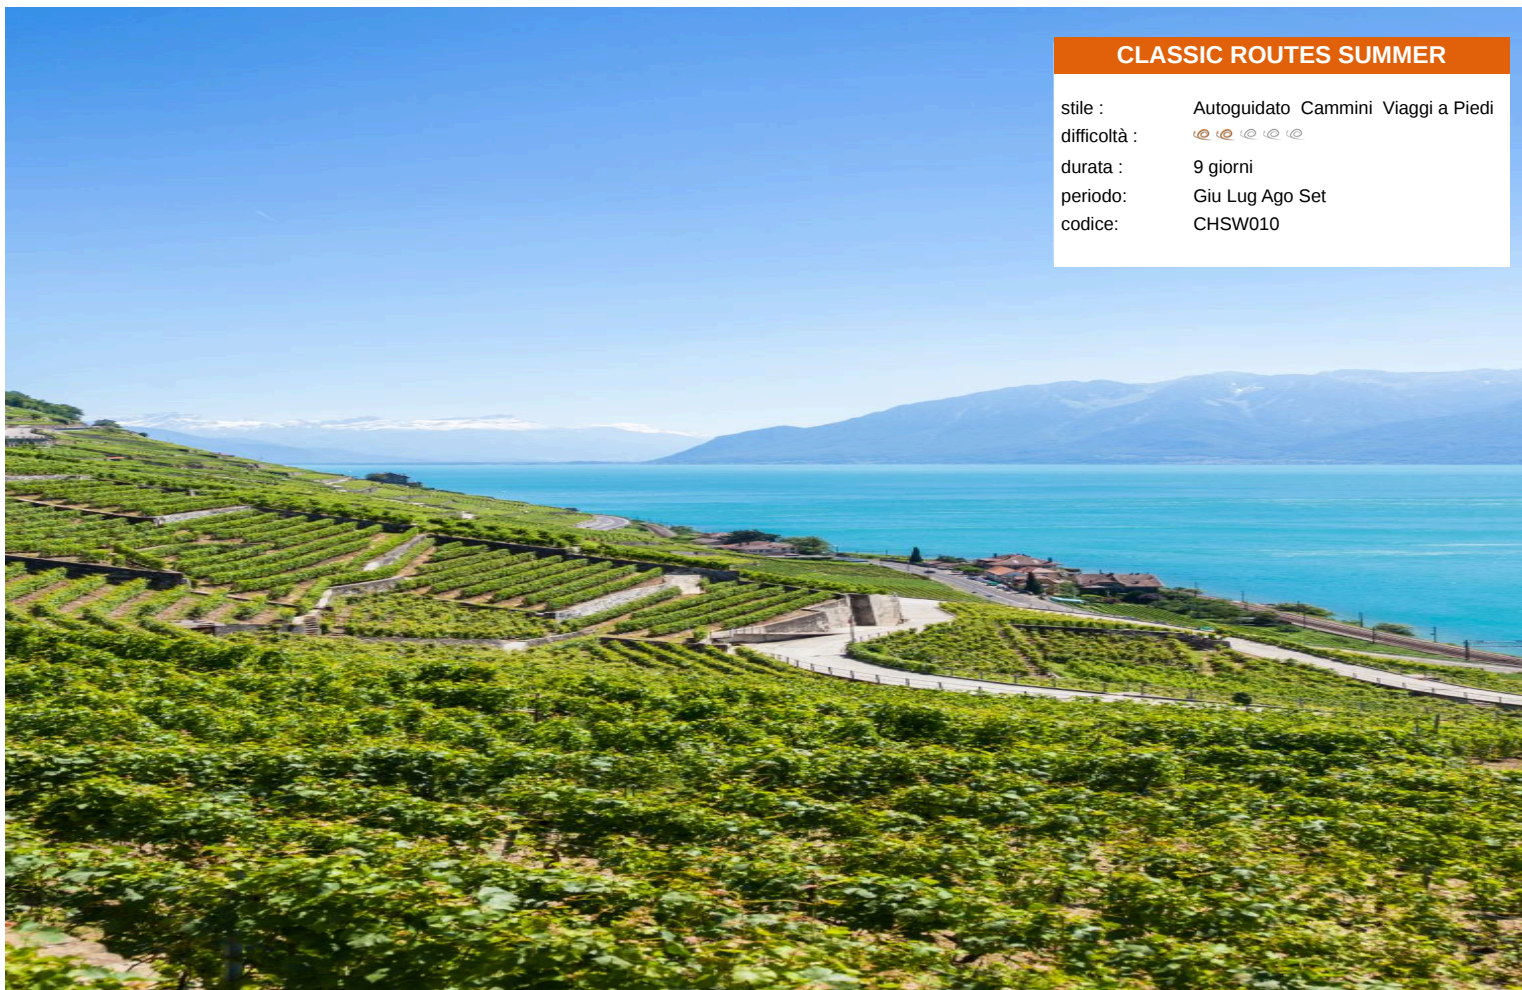 CLASSIC ROUTES SUMMER
stile : Autoguidato Cammini Viaggi a Piedi
difficoltà :
durata : 9 giorni
periodo: Giu Lug Ago Set
codice: CHSW010